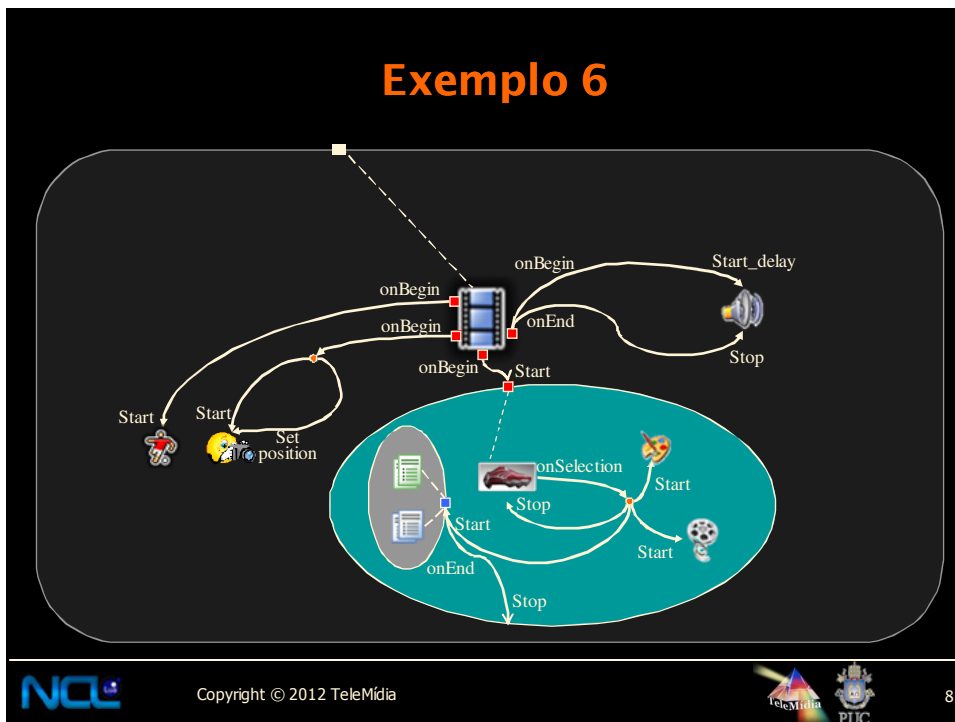 Exemplo 6
onBegin
Start_delay
onBegin
onBegin
onEnd
Stop
onBegin
Start
Start
Start
Set
position
onSelection
Start
Stop
Start
Start
onEnd
Stop
NCL
Lua
Copyright © 2012 TeleMídia
TeleMídia
PUC
8